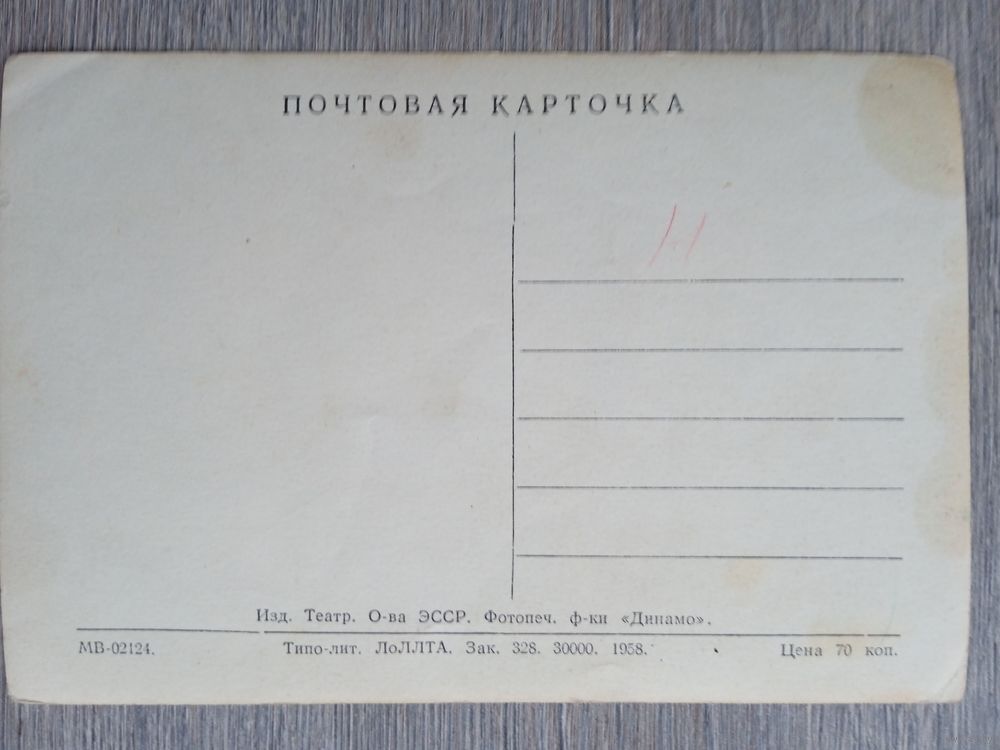 ПОЧТОВАЯ КАРТОЧКА
Изд. Театр. О-ва ЭССР. Фотопеч. ф-ки «Динамо».
МВ-02124. Типо-лит. ЛоЛЛТА. Зак. 328. 30000. 1958. Цена 70 коп.